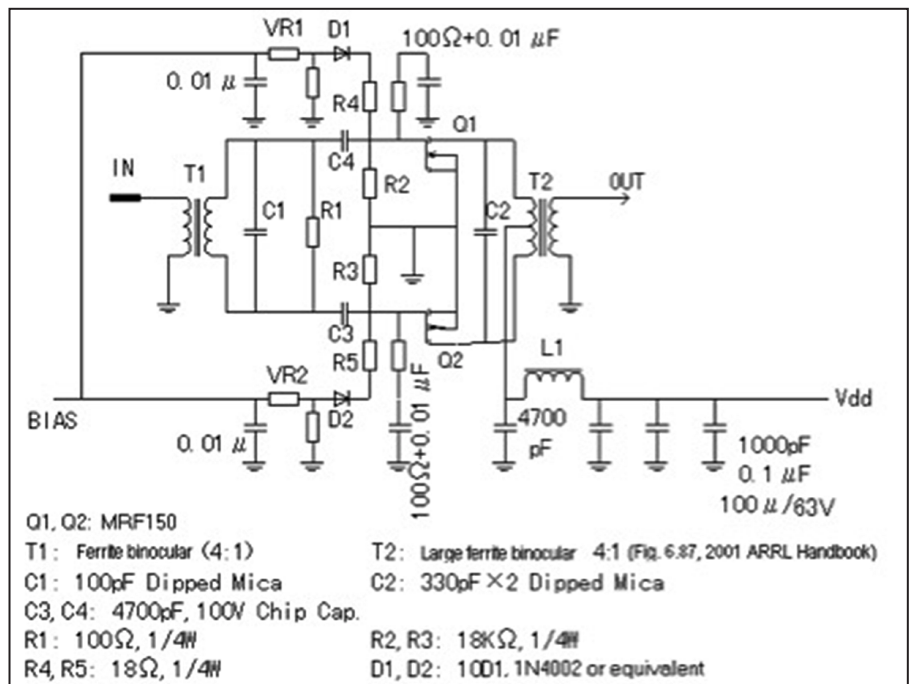 VR1 D1
100Ω+0.01 μF
0.01 μ
R4
Q1
C4
IN
T1
R2
T2
OUT
C1
R1
C2
R3
C3
Q2
R5
L1
VR2
D2
BIAS
0.01 μ
100Ω+0.01 μF
4700
pF
Vdd
1000pF
0.1 μF
100μ/63V
Q1, Q2: MRF150
T1: Ferrite binocular (4:1)
T2: Large ferrite binocular 4:1 (Fig. 6.87, 2001 ARRL Handbook)
C1: 100pF Dipped Mica
C2: 330pF×2 Dipped Mica
C3, C4: 4700pF, 100V Chip Cap.
R1: 100Ω, 1/4W
R2, R3: 18KΩ, 1/4W
R4, R5: 18Ω, 1/4W
D1, D2: 10D1, 1N4002 or equivalent